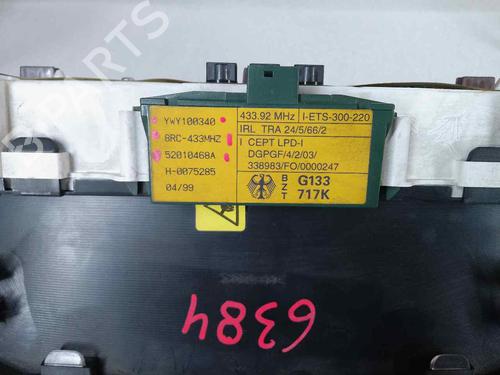 YWY100340
6RC-433MHZ
52010468A
H-0075285
04/99
433.92 MHz I-ETS-300-220
IRL TRA 24/5/66/2
I CEPT LPD-I
DGPGF/4/2/03/
338983/FO/0000247
BZT
G133
717K
6384
B-PARTS